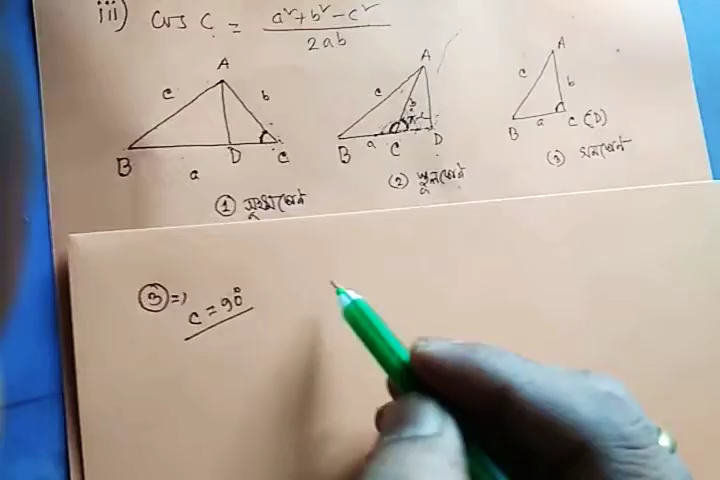 iii) Cos C = a²+b²-c² / 2ab
A A A
c b c b c b
B D C B a C D B a C (D)
a
① সূক্ষ্মকোণ ② স্থূলকোণ ③ সমকোণ
③ ⇒ C = 90°